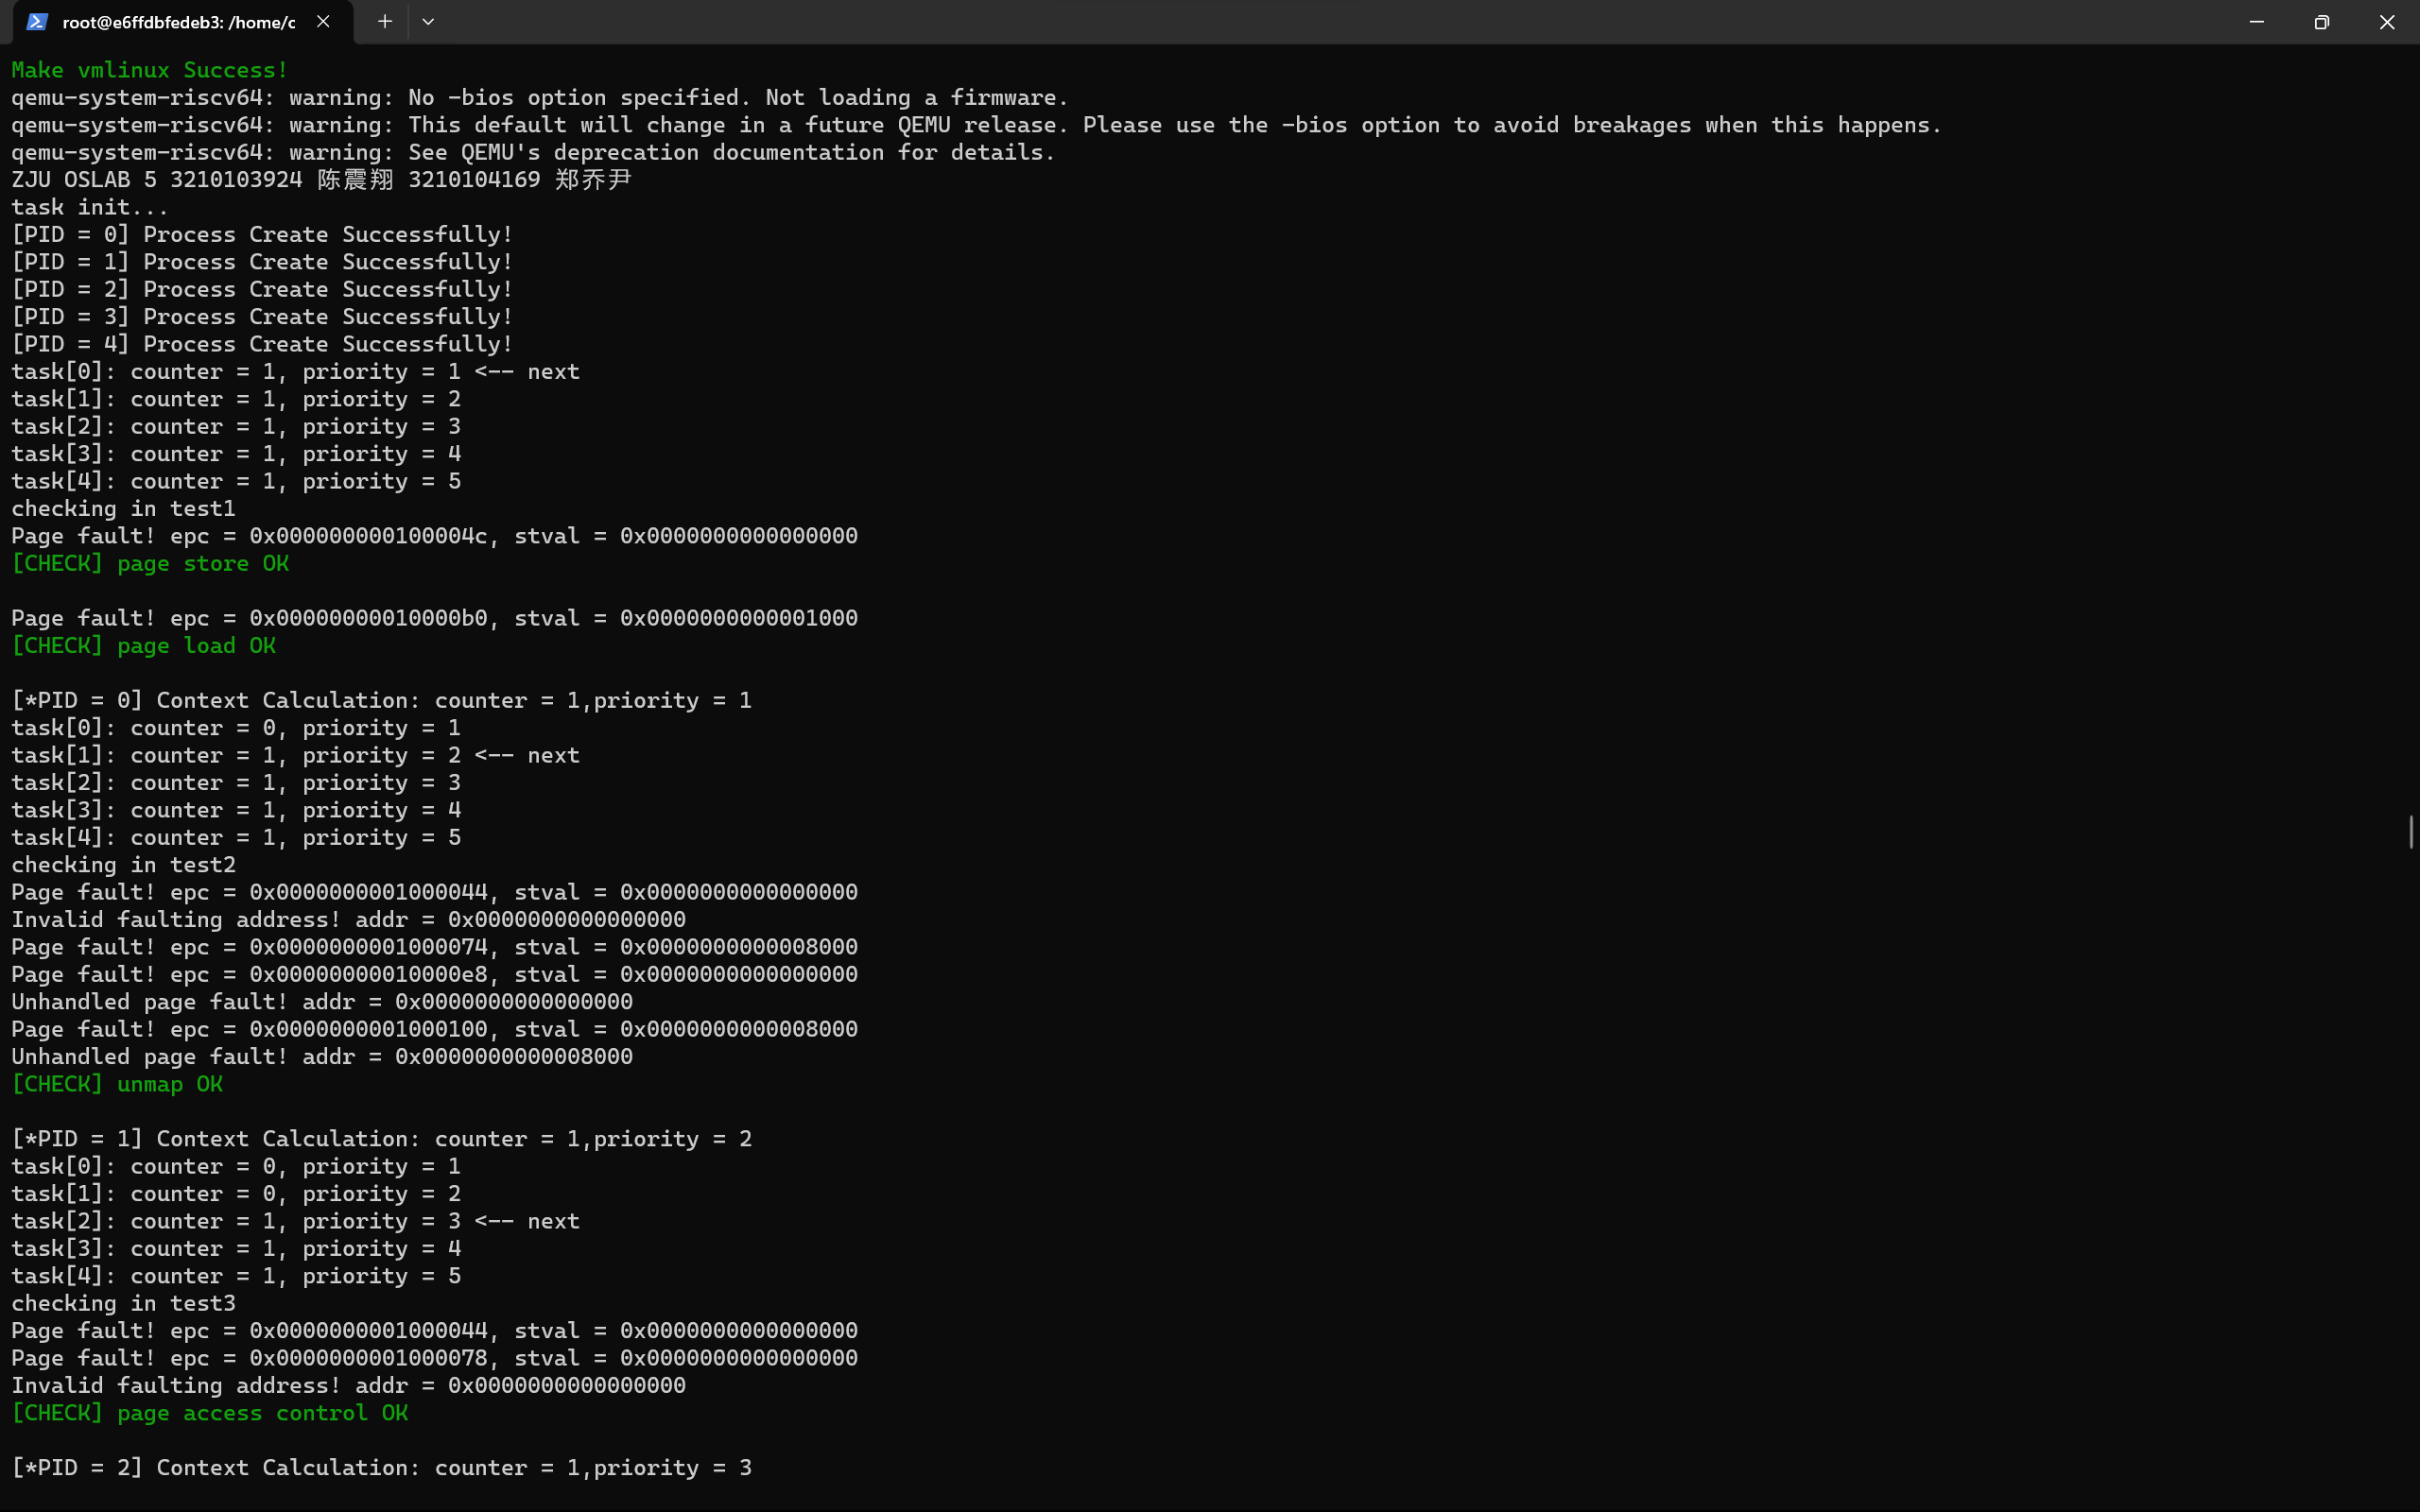 root@e6ffdbfedeb3: /home/c
Make vmlinux Success!
qemu-system-riscv64: warning: No -bios option specified. Not loading a firmware.
qemu-system-riscv64: warning: This default will change in a future QEMU release. Please use the -bios option to avoid breakages when this happens.
qemu-system-riscv64: warning: See QEMU's deprecation documentation for details.
ZJU OSLAB 5 3210103924 陈震翔 3210104169 郑乔尹
task init...
[PID = 0] Process Create Successfully!
[PID = 1] Process Create Successfully!
[PID = 2] Process Create Successfully!
[PID = 3] Process Create Successfully!
[PID = 4] Process Create Successfully!
task[0]: counter = 1, priority = 1 <-- next
task[1]: counter = 1, priority = 2
task[2]: counter = 1, priority = 3
task[3]: counter = 1, priority = 4
task[4]: counter = 1, priority = 5
checking in test1
Page fault! epc = 0x000000000100004c, stval = 0x0000000000000000
[CHECK] page store OK
Page fault! epc = 0x00000000010000b0, stval = 0x0000000000001000
[CHECK] page load OK
[*PID = 0] Context Calculation: counter = 1,priority = 1
task[0]: counter = 0, priority = 1
task[1]: counter = 1, priority = 2 <-- next
task[2]: counter = 1, priority = 3
task[3]: counter = 1, priority = 4
task[4]: counter = 1, priority = 5
checking in test2
Page fault! epc = 0x0000000001000044, stval = 0x0000000000000000
Invalid faulting address! addr = 0x0000000000000000
Page fault! epc = 0x0000000001000074, stval = 0x0000000000008000
Page fault! epc = 0x00000000010000e8, stval = 0x0000000000000000
Unhandled page fault! addr = 0x0000000000000000
Page fault! epc = 0x0000000001000100, stval = 0x0000000000008000
Unhandled page fault! addr = 0x0000000000008000
[CHECK] unmap OK
[*PID = 1] Context Calculation: counter = 1,priority = 2
task[0]: counter = 0, priority = 1
task[1]: counter = 0, priority = 2
task[2]: counter = 1, priority = 3 <-- next
task[3]: counter = 1, priority = 4
task[4]: counter = 1, priority = 5
checking in test3
Page fault! epc = 0x0000000001000044, stval = 0x0000000000000000
Page fault! epc = 0x0000000001000078, stval = 0x0000000000000000
Invalid faulting address! addr = 0x0000000000000000
[CHECK] page access control OK
[*PID = 2] Context Calculation: counter = 1,priority = 3